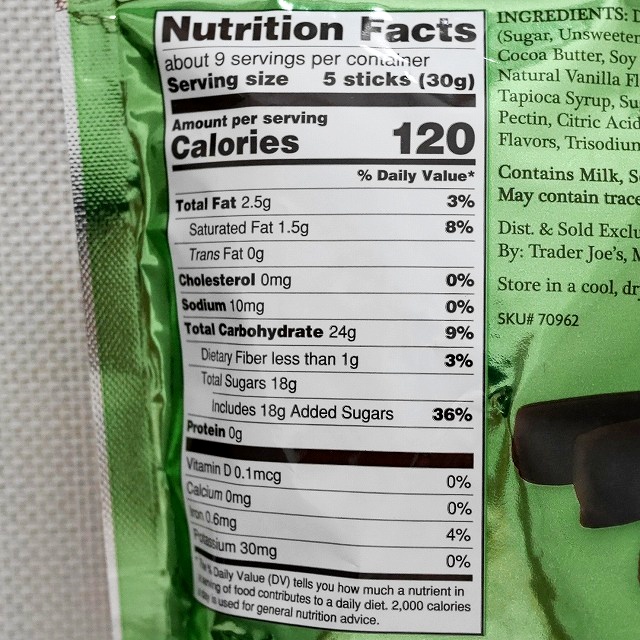 Nutrition Facts
about 9 servings per container
Serving size 5 sticks (30g)
Amount per serving
Calories 120
% Daily Value*
Total Fat 2.5g 3%
Saturated Fat 1.5g 8%
Trans Fat 0g
Cholesterol 0mg 0%
Sodium 10mg 0%
Total Carbohydrate 24g 9%
Dietary Fiber less than 1g 3%
Total Sugars 18g
Includes 18g Added Sugars 36%
Protein 0g
Vitamin D 0.1mcg 0%
Calcium 0mg 0%
Iron 0.6mg 4%
Potassium 30mg 0%
% Daily Value (DV) tells you how much a nutrient in
of food contributes to a daily diet. 2,000 calories
is used for general nutrition advice.
INGREDIENTS:
(Sugar, Unsweeten
Cocoa Butter, Soy
Natural Vanilla Fl
Tapioca Syrup, Su
Pectin, Citric Acid
Flavors, Trisodium
Contains Milk, S
May contain trace
Dist. & Sold Exclu
By: Trader Joe's, M
Store in a cool, dr
SKU# 70962